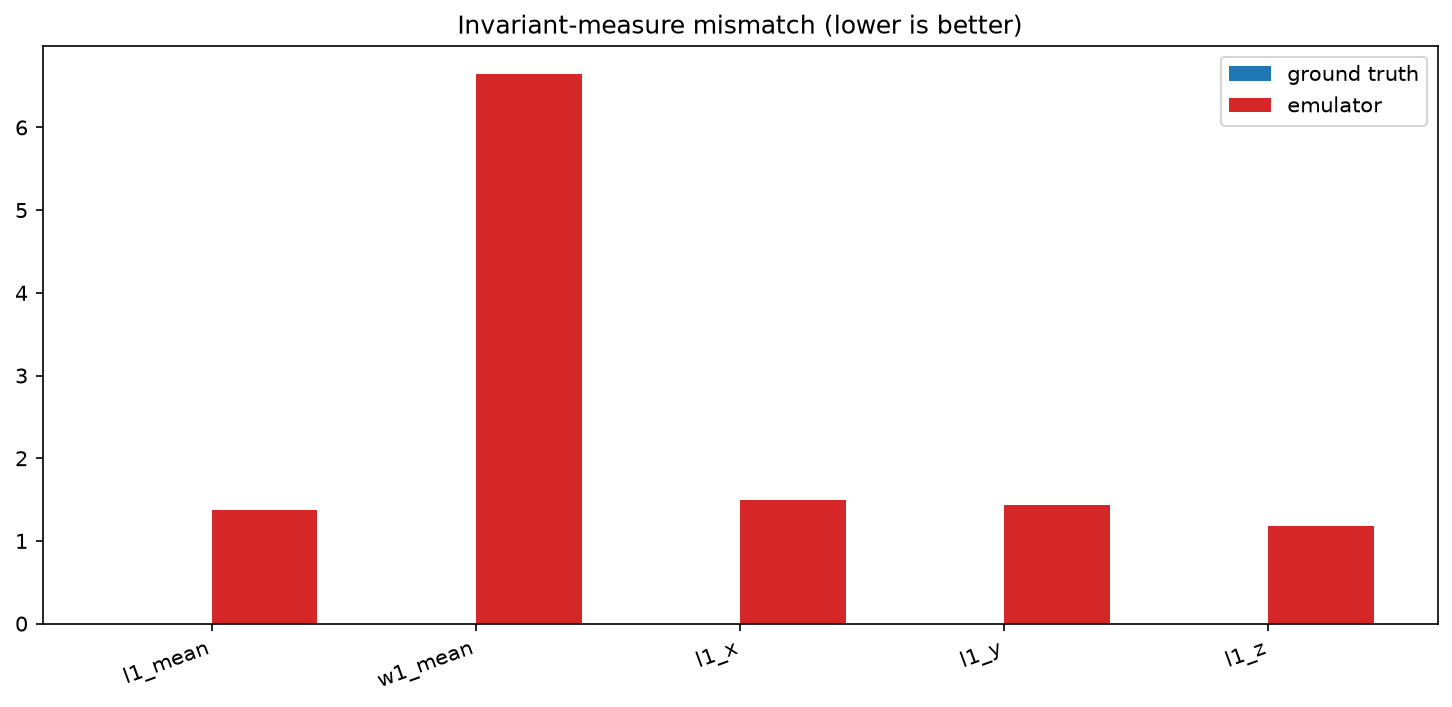 Invariant-measure mismatch (lower is better)
ground truth
emulator
6
5
4
3
2
1
0
l1_mean
w1_mean
l1_x
l1_y
l1_z